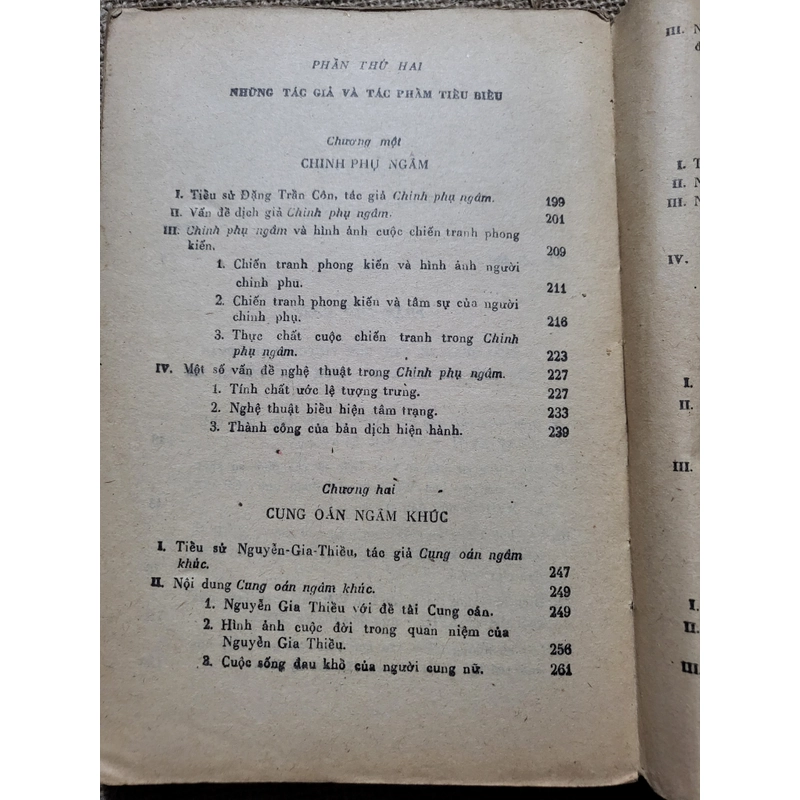 PHẦN THỨ HAI
NHỮNG TÁC GIẢ VÀ TÁC PHẨM TIÊU BIỂU
Chương một
CHINH PHỤ NGÂM
I. Tiểu sử Đặng Trần Côn, tác giả Chinh phụ ngâm. 199
II. Vấn đề dịch giả Chinh phụ ngâm. 201
III. Chinh phụ ngâm và hình ảnh cuộc chiến tranh phong
kiến. 209
1. Chiến tranh phong kiến và hình ảnh người
chinh phu. 211
2. Chiến tranh phong kiến và tâm sự của người
chinh phụ. 216
3. Thực chất cuộc chiến tranh trong Chinh
phụ ngâm. 223
IV. Một số vấn đề nghệ thuật trong Chinh phụ ngâm. 227
1. Tính chất ước lệ tượng trưng. 227
2. Nghệ thuật biểu hiện tâm trạng. 233
3. Thành công của bản dịch hiện hành. 239
Chương hai
CUNG OÁN NGÂM KHÚC
I. Tiểu sử Nguyễn-Gia-Thiều, tác giả Cung oán ngâm
khúc. 247
II. Nội dung Cung oán ngâm khúc. 249
1. Nguyễn Gia Thiều với đề tài Cung oán. 249
2. Hình ảnh cuộc đời trong quan niệm của
Nguyễn Gia Thiều. 256
3. Cuộc sống đau khổ của người cung nữ. 261
III. N
đ
I. T
II. N
III. N
IV.
I.
II.
III.
I.
II.
III.